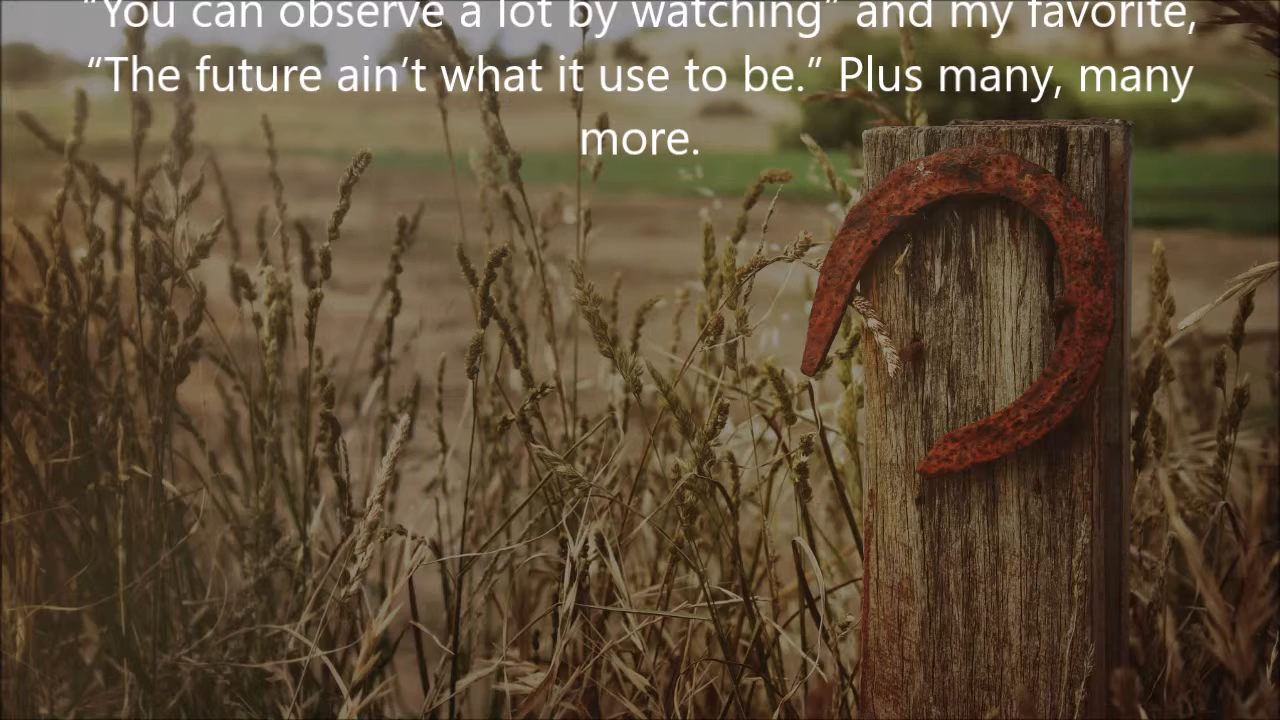 “You can observe a lot by watching” and my favorite,
“The future ain’t what it use to be.” Plus many, many
more.